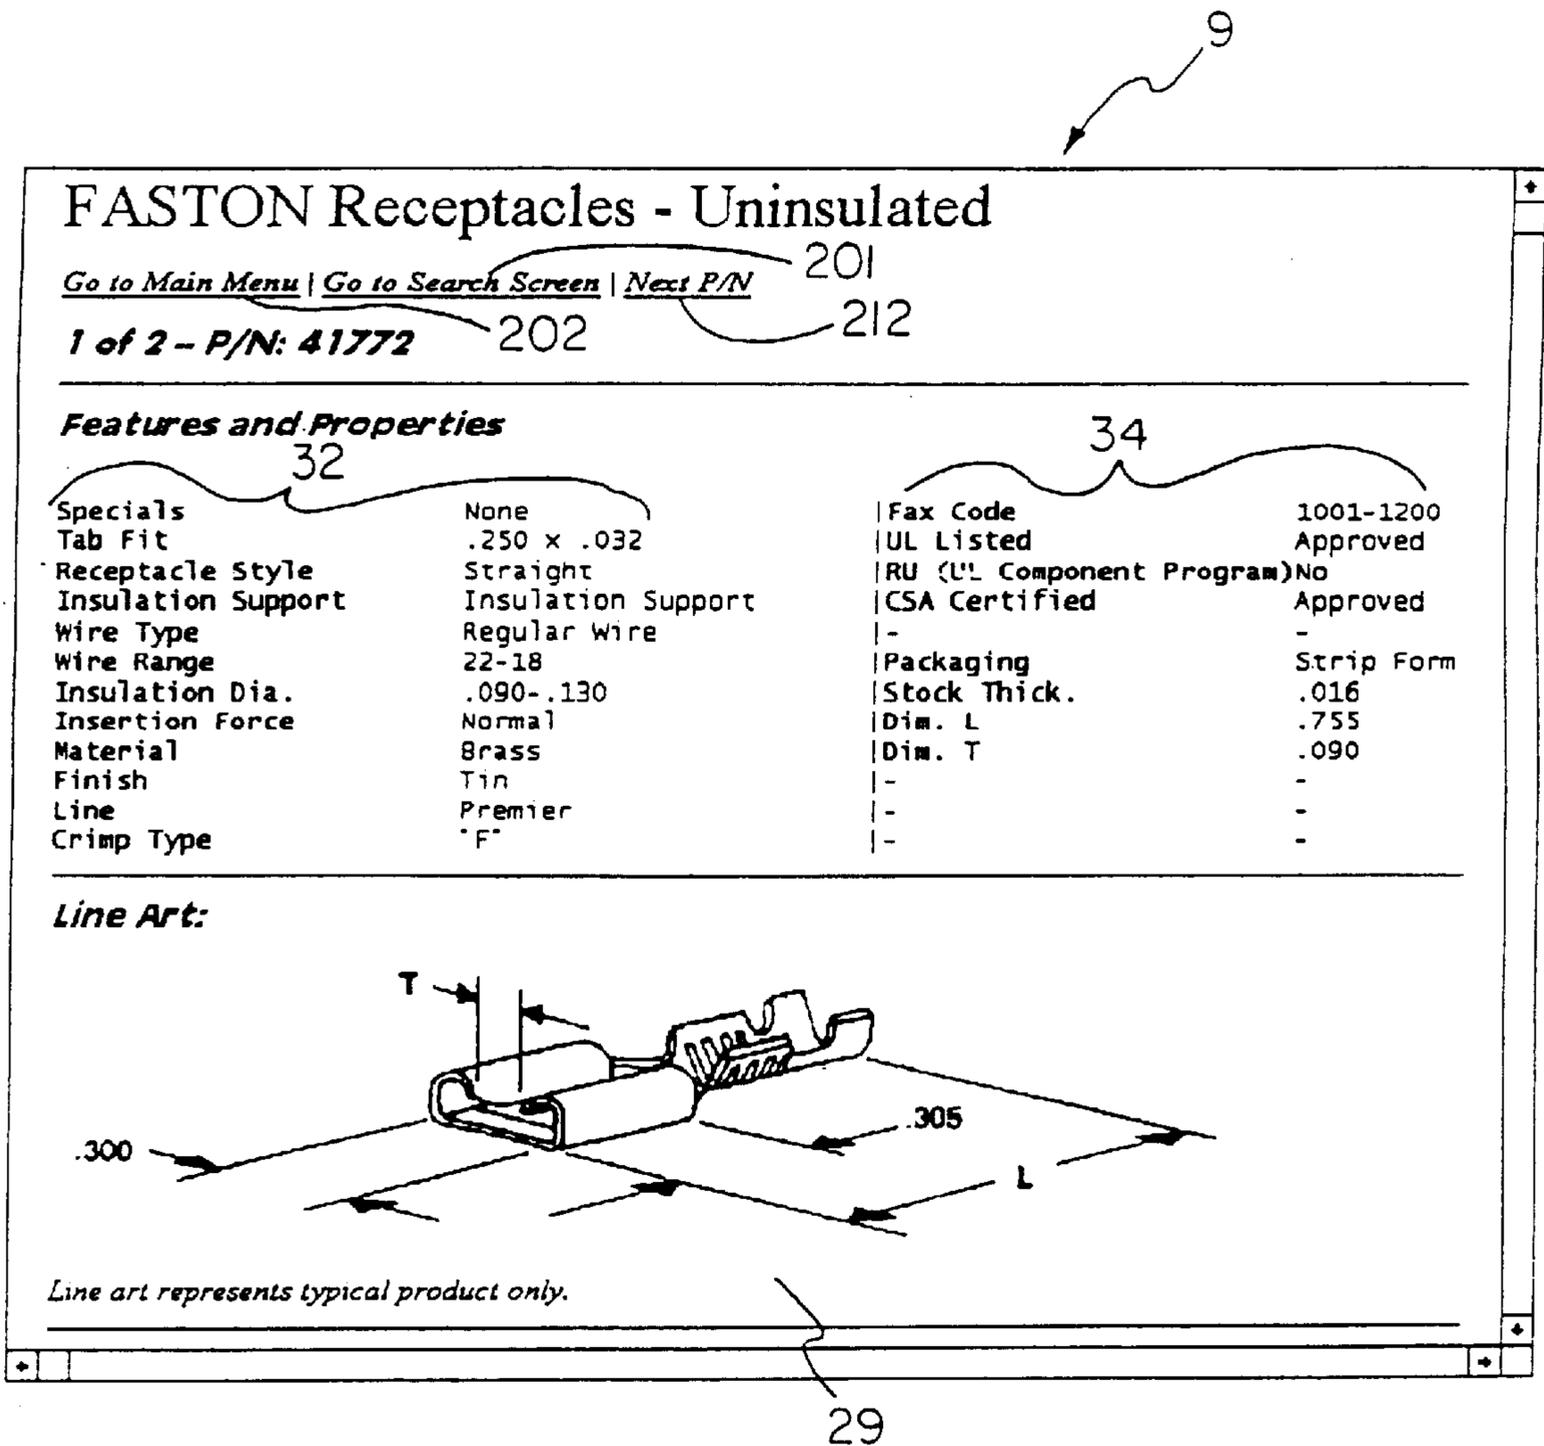 9
FASTON Receptacles - Uninsulated
201
Go to Main Menu | Go to Search Screen | Next P/N
202
212
1 of 2 - P/N: 41772
Features and Properties
32
34
Specials None | Fax Code 1001-1200
Tab Fit .250 x .032 | UL Listed Approved
Receptacle Style Straight | RU (UL Component Program) No
Insulation Support Insulation Support | CSA Certified Approved
Wire Type Regular Wire | - -
Wire Range 22-18 | Packaging Strip Form
Insulation Dia. .090-.130 | Stock Thick. .016
Insertion Force Normal | Dim. L .755
Material Brass | Dim. T .090
Finish Tin | - -
Line Premier | - -
Crimp Type "F" | - -
Line Art:
T
.300
.305
L
Line art represents typical product only.
29